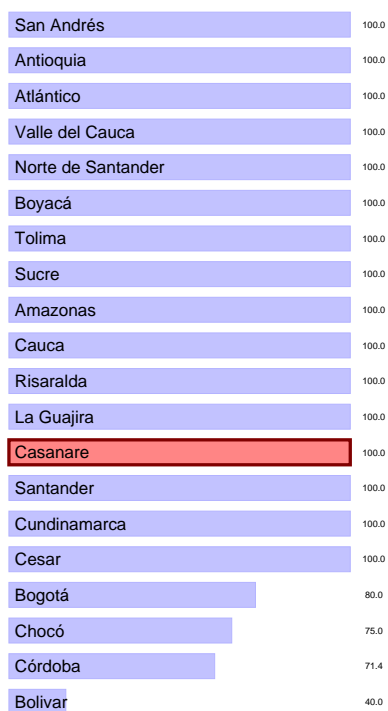 San Andrés 100.0
Antioquia 100.0
Atlántico 100.0
Valle del Cauca 100.0
Norte de Santander 100.0
Boyacá 100.0
Tolima 100.0
Sucre 100.0
Amazonas 100.0
Cauca 100.0
Risaralda 100.0
La Guajira 100.0
Casanare 100.0
Santander 100.0
Cundinamarca 100.0
Cesar 100.0
Bogotá 80.0
Chocó 75.0
Córdoba 71.4
Bolivar 40.0